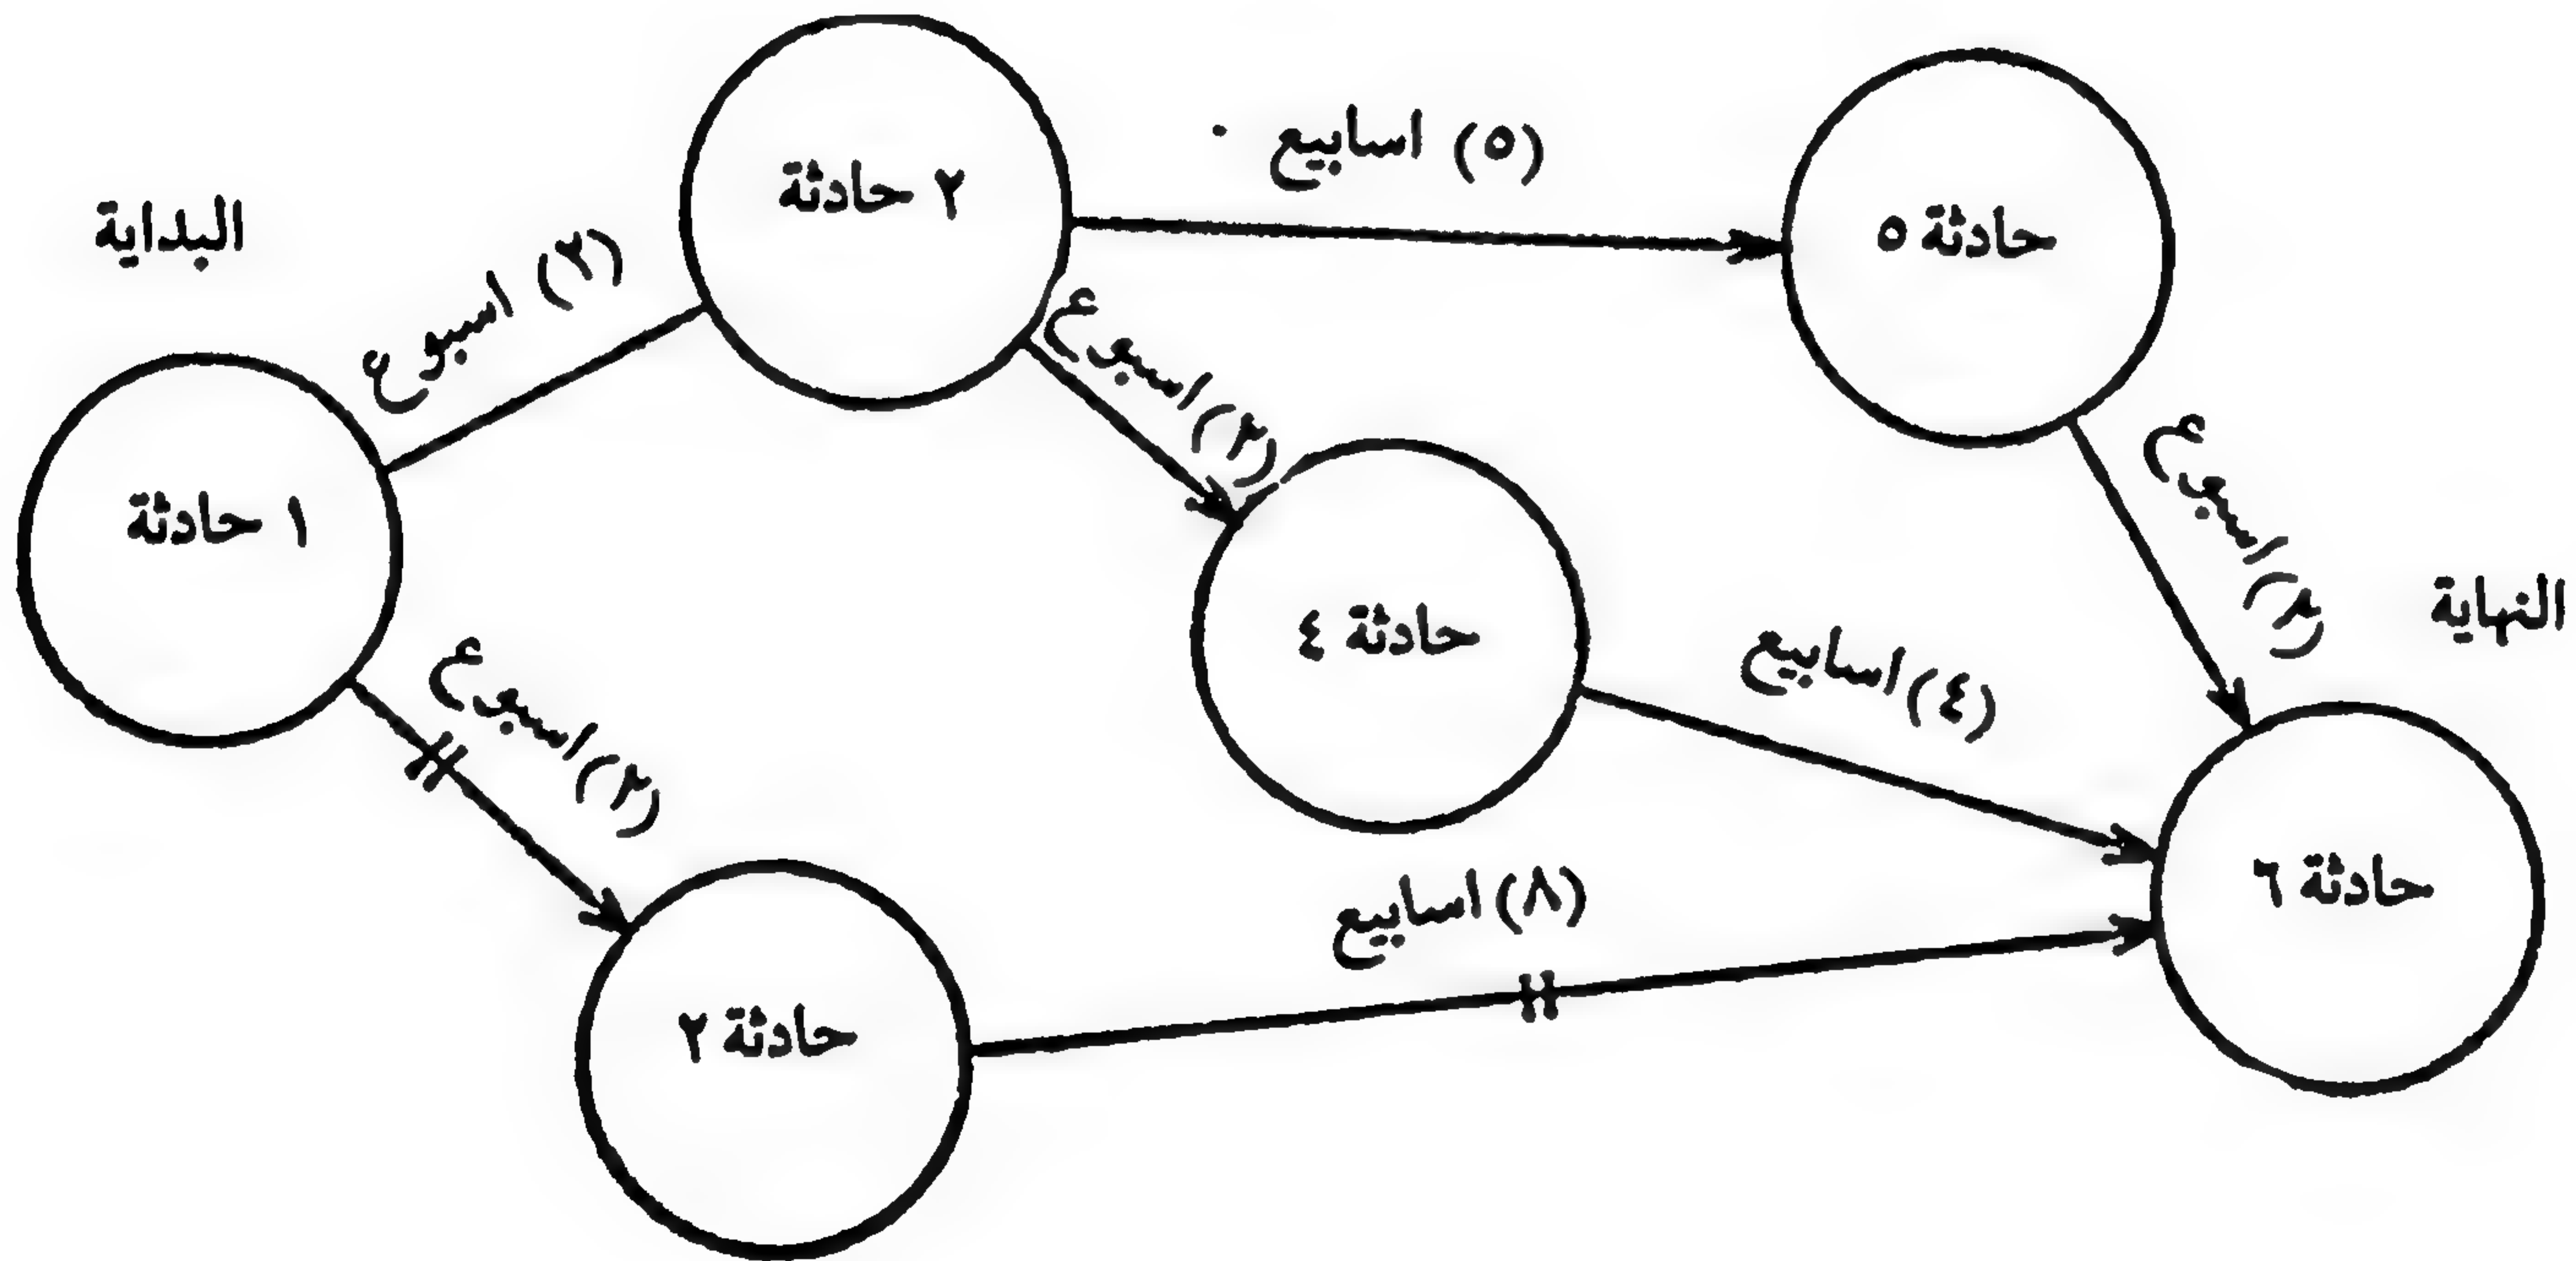 البداية
١ حادثة
(٢) اسبوع
٢ حادثة
(٥) اسابيع
حادثة ٥
(٢) اسبوع
حادثة ٤
(٢) اسبوع
النهاية
(٤) اسابيع
(٢) اسبوع
حادثة ٢
(٨) اسابيع
حادثة ٦